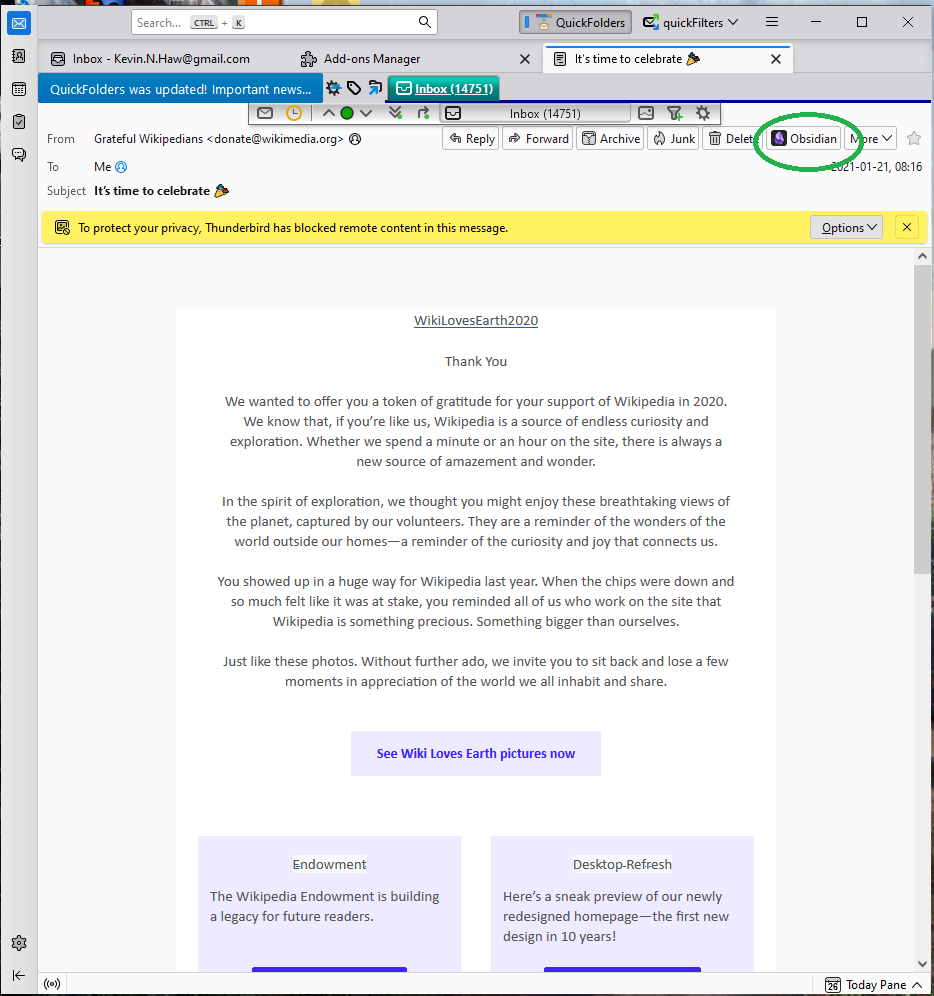 Search... CTRL + K QuickFolders quickFilters
Inbox - Kevin.N.Haw@gmail.com Add-ons Manager It's time to celebrate
QuickFolders was updated! Important news... Inbox (14751)
Inbox (14751)
From Grateful Wikipedians <donate@wikimedia.org> Reply Forward Archive Junk Delete Obsidian More
To Me 2021-01-21, 08:16
Subject It's time to celebrate
To protect your privacy, Thunderbird has blocked remote content in this message. Options
WikiLovesEarth2020
Thank You
We wanted to offer you a token of gratitude for your support of Wikipedia in 2020.
We know that, if you're like us, Wikipedia is a source of endless curiosity and
exploration. Whether we spend a minute or an hour on the site, there is always a
new source of amazement and wonder.
In the spirit of exploration, we thought you might enjoy these breathtaking views of
the planet, captured by our volunteers. They are a reminder of the wonders of the
world outside our homes—a reminder of the curiosity and joy that connects us.
You showed up in a huge way for Wikipedia last year. When the chips were down and
so much felt like it was at stake, you reminded all of us who work on the site that
Wikipedia is something precious. Something bigger than ourselves.
Just like these photos. Without further ado, we invite you to sit back and lose a few
moments in appreciation of the world we all inhabit and share.
See Wiki Loves Earth pictures now
Endowment
The Wikipedia Endowment is building
a legacy for future readers.
Desktop-Refresh
Here's a sneak preview of our newly
redesigned homepage—the first new
design in 10 years!
26 Today Pane